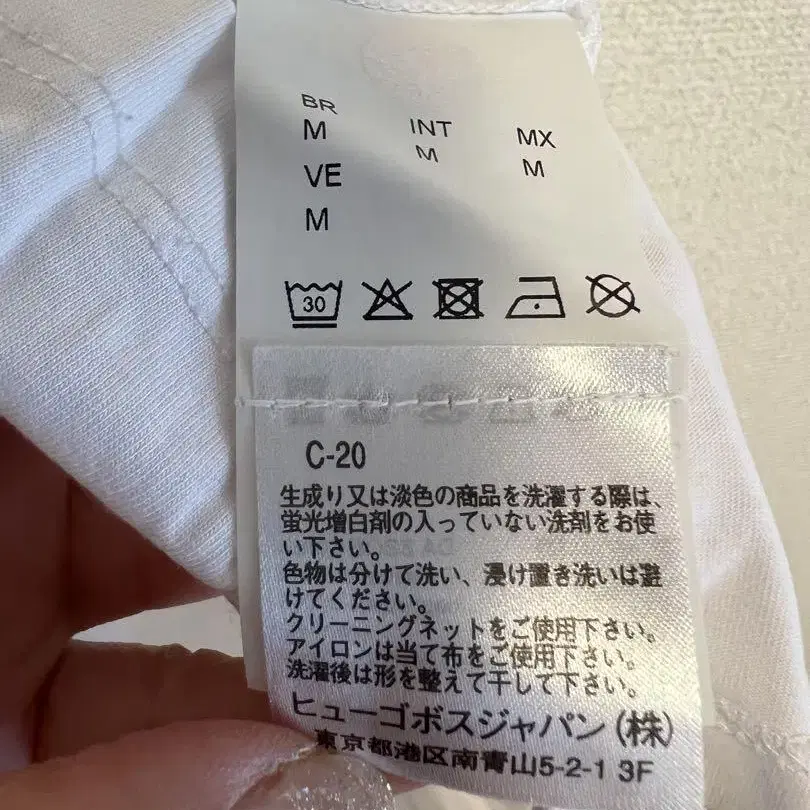 BR INT MX
M M M
VE
M
30
C-20
生成り又は淡色の商品を洗濯する際は、
蛍光増白剤の入っていない洗剤をお使
い下さい。
色物は分けて洗い、浸け置き洗いは避
けてください。
クリーニングネットをご使用下さい。
アイロンは当て布をご使用下さい。
洗濯後は形を整えて干して下さい。
ヒューゴボスジャパン(株)
東京都港区南青山5-2-1 3F